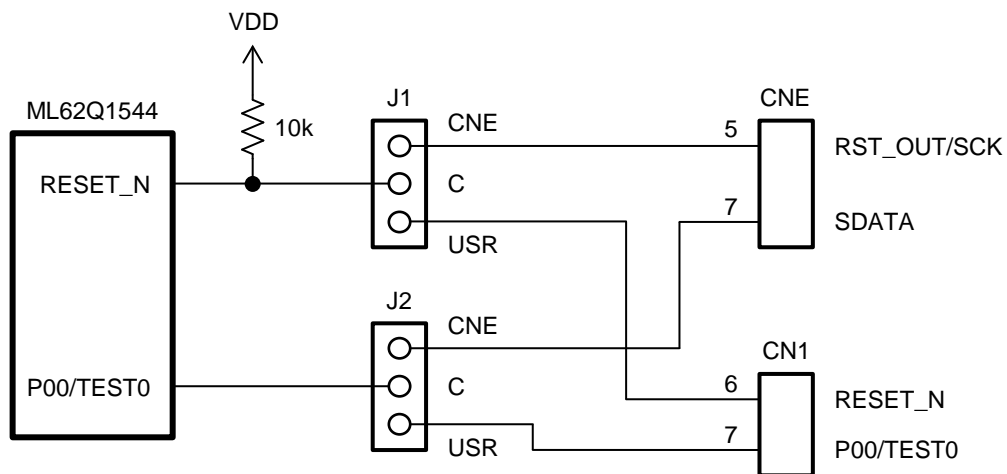 VDD
ML62Q1544
10k
J1
CNE
CNE
5
RST_OUT/SCK
RESET_N
C
7
SDATA
USR
J2
CNE
CN1
6
RESET_N
P00/TEST0
C
7
P00/TEST0
USR